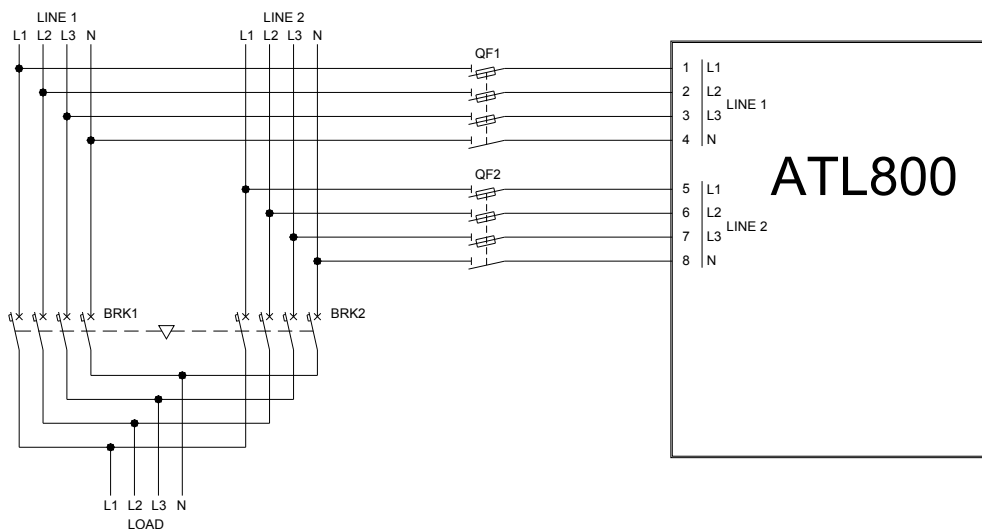 LINE 1
L1 L2 L3 N
LINE 2
L1 L2 L3 N
QF1
1 L1
2 L2
3 L3
4 N
LINE 1
QF2
5 L1
6 L2
7 L3
8 N
LINE 2
ATL800
BRK1
BRK2
L1 L2 L3 N
LOAD